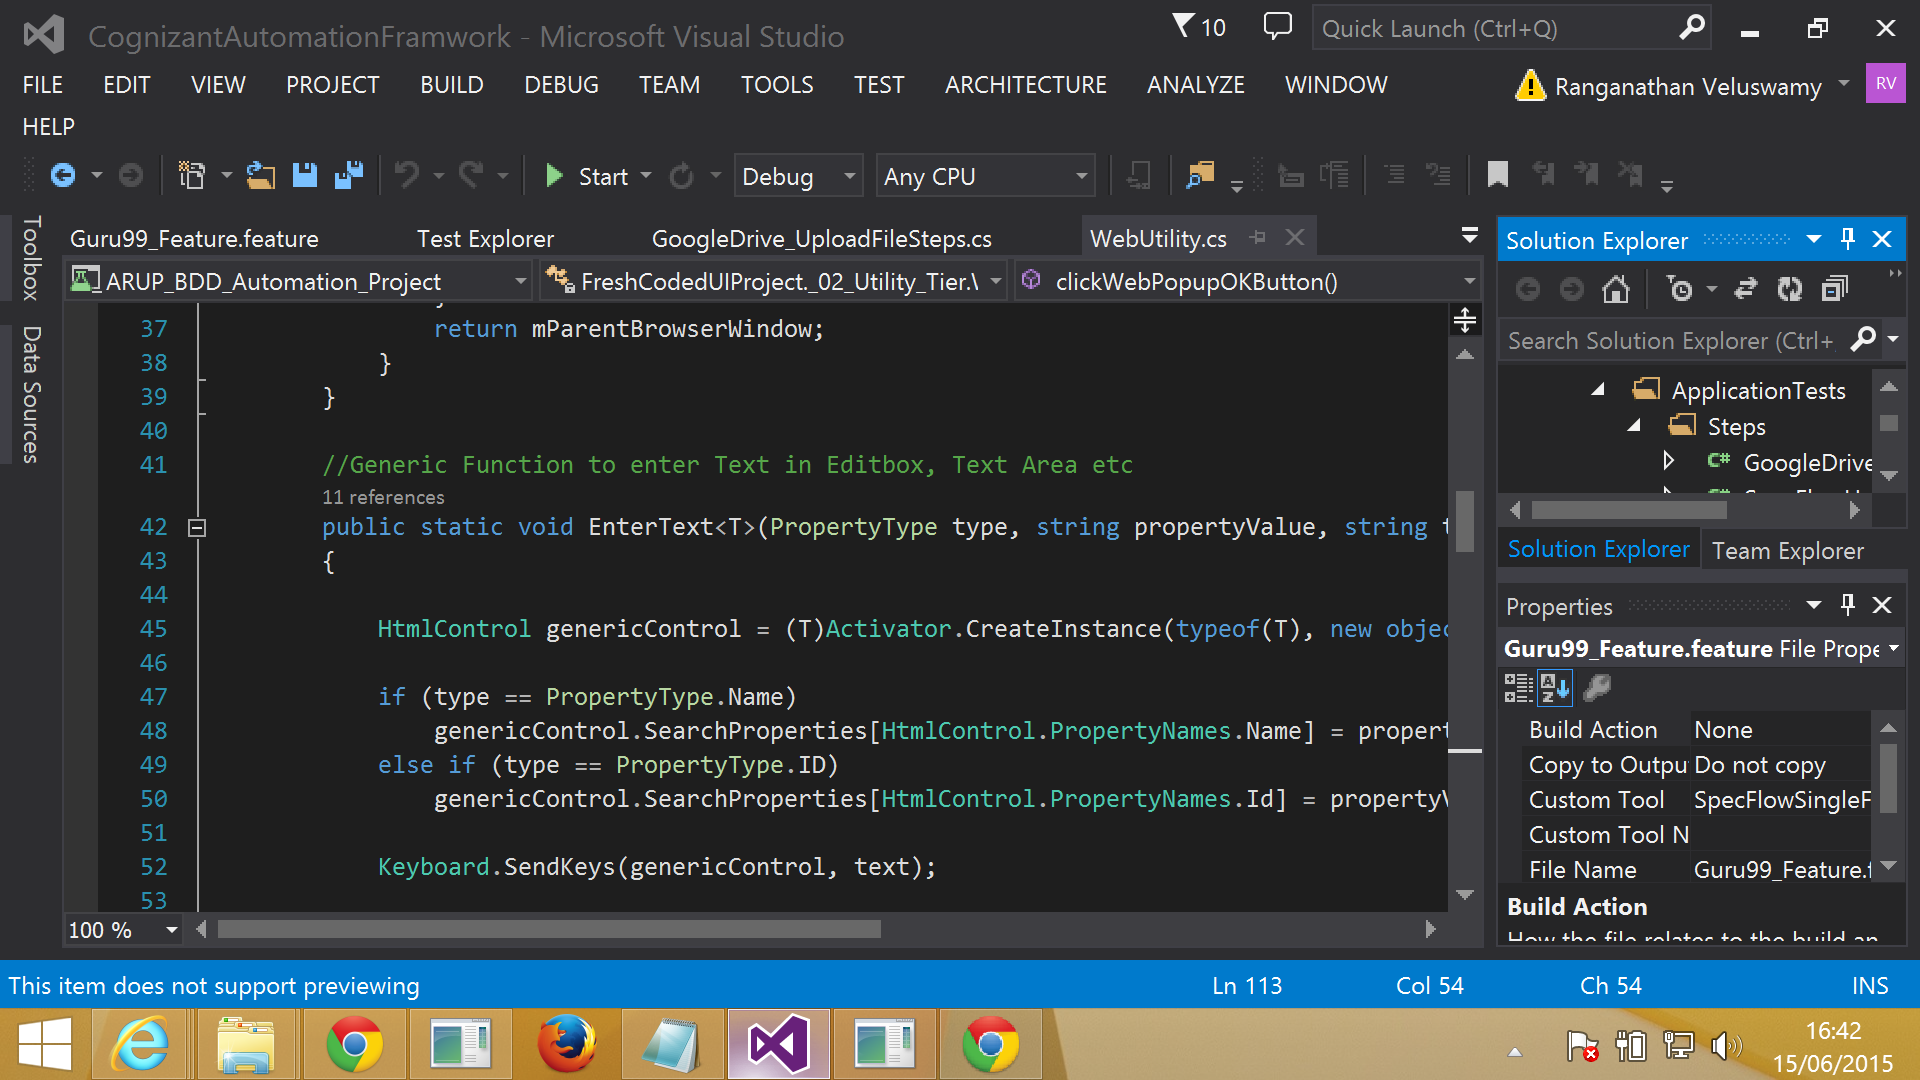 CognizantAutomationFramwork - Microsoft Visual Studio
10
Quick Launch (Ctrl+Q)
FILE EDIT VIEW PROJECT BUILD DEBUG TEAM TOOLS TEST ARCHITECTURE ANALYZE WINDOW
Ranganathan Veluswamy
RV
HELP
Start
Debug
Any CPU
Toolbox
Data Sources
Guru99_Feature.feature Test Explorer GoogleDrive_UploadFileSteps.cs WebUtility.cs
ARUP_BDD_Automation_Project
FreshCodedUIProject._02_Utility_Tier.\
clickWebPopupOKButton()
37 return mParentBrowserWindow;
38 }
39 }
40
41 //Generic Function to enter Text in Editbox, Text Area etc
11 references
42 public static void EnterText<T>(PropertyType type, string propertyValue, string t
43 {
44
45 HtmlControl genericControl = (T)Activator.CreateInstance(typeof(T), new objec
46
47 if (type == PropertyType.Name)
48 genericControl.SearchProperties[HtmlControl.PropertyNames.Name] = propert
49 else if (type == PropertyType.ID)
50 genericControl.SearchProperties[HtmlControl.PropertyNames.Id] = propertyV
51
52 Keyboard.SendKeys(genericControl, text);
53
100 %
Solution Explorer
Search Solution Explorer (Ctrl+
ApplicationTests
Steps
C# GoogleDrive
Solution Explorer Team Explorer
Properties
Guru99_Feature.feature File Prope
Build Action None
Copy to Outpu Do not copy
Custom Tool SpecFlowSingleF
Custom Tool N
File Name Guru99_Feature.f
Build Action
How the file relates to the build an
This item does not support previewing
Ln 113 Col 54 Ch 54 INS
16:42
15/06/2015